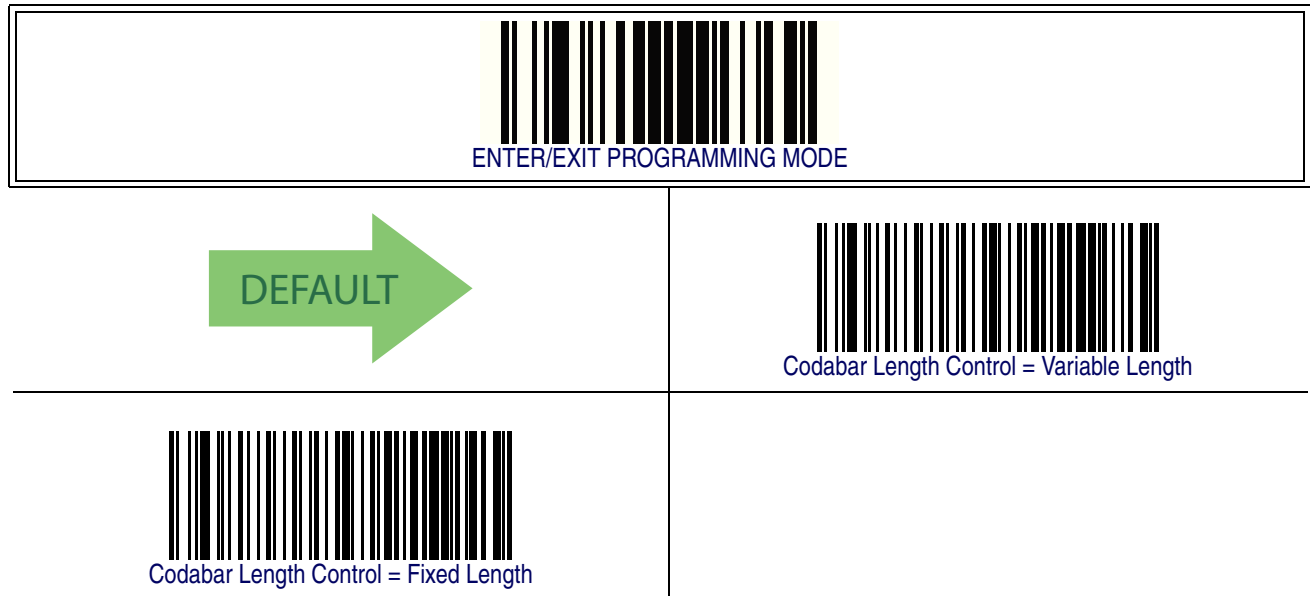 ENTER/EXIT PROGRAMMING MODE
DEFAULT
Codabar Length Control = Variable Length
Codabar Length Control = Fixed Length